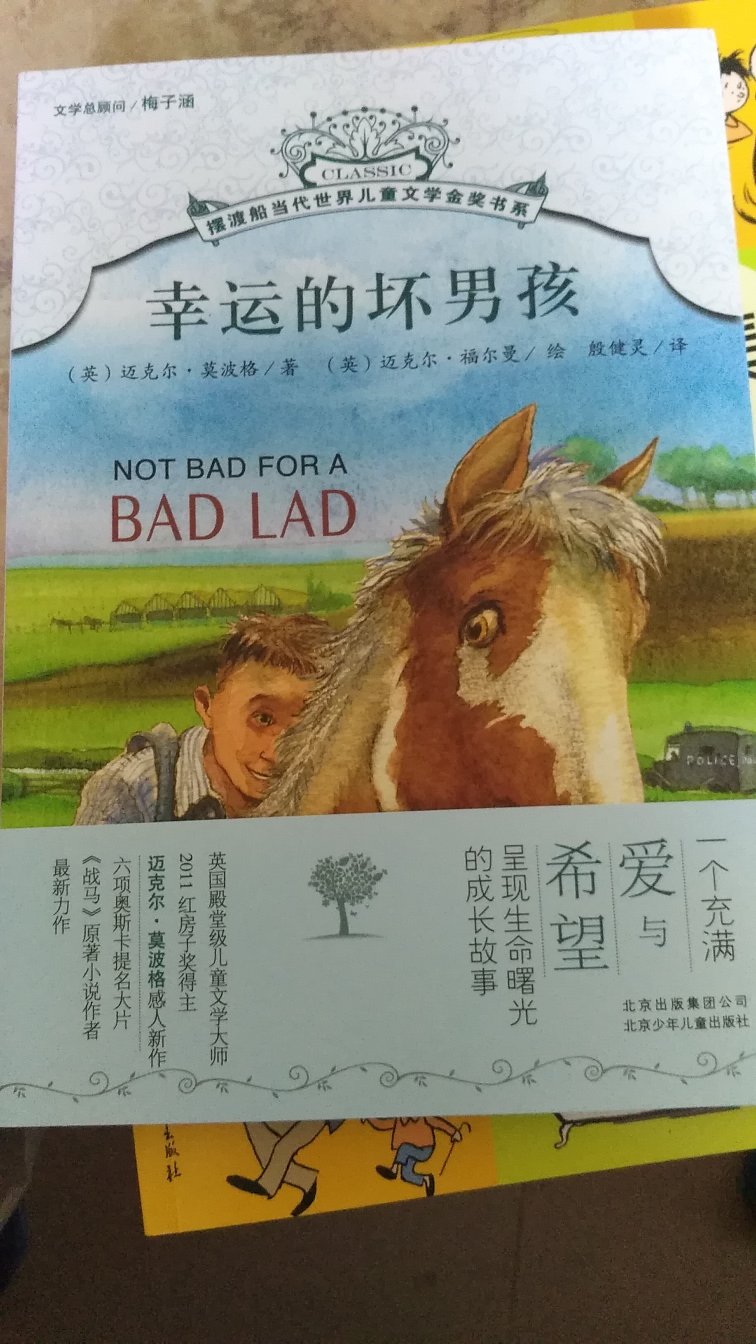 文学总顾问/梅子涵
CLASSIC
摆渡船当代世界儿童文学金奖书系
幸运的坏男孩
（英）迈克尔·莫波格/著 （英）迈克尔·福尔曼/绘 殷健灵/译
NOT BAD FOR A
BAD LAD
POLICE
一个充满
爱与
希望
呈现生命曙光
的成长故事
英国殿堂级儿童文学大师
2011红房子奖得主
迈克尔·莫波格感人新作
六项奥斯卡提名大片
《战马》原著小说作者
最新力作
北京出版集团公司
北京少年儿童出版社
出版社